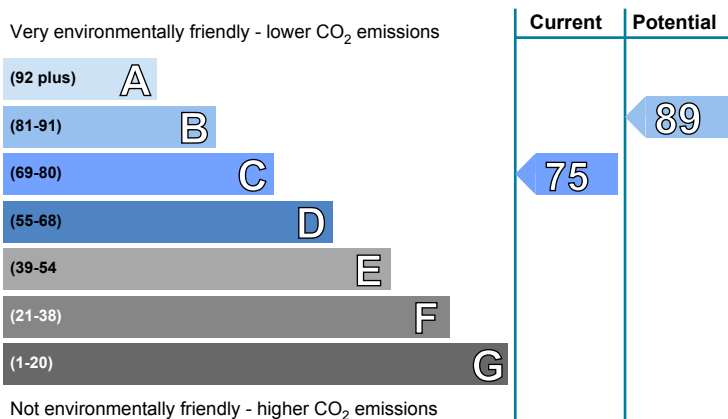 Current Potential
Very environmentally friendly - lower CO2 emissions
(92 plus) A
(81-91) B
89
(69-80) C
75
(55-68) D
(39-54 E
(21-38) F
(1-20) G
Not environmentally friendly - higher CO2 emissions